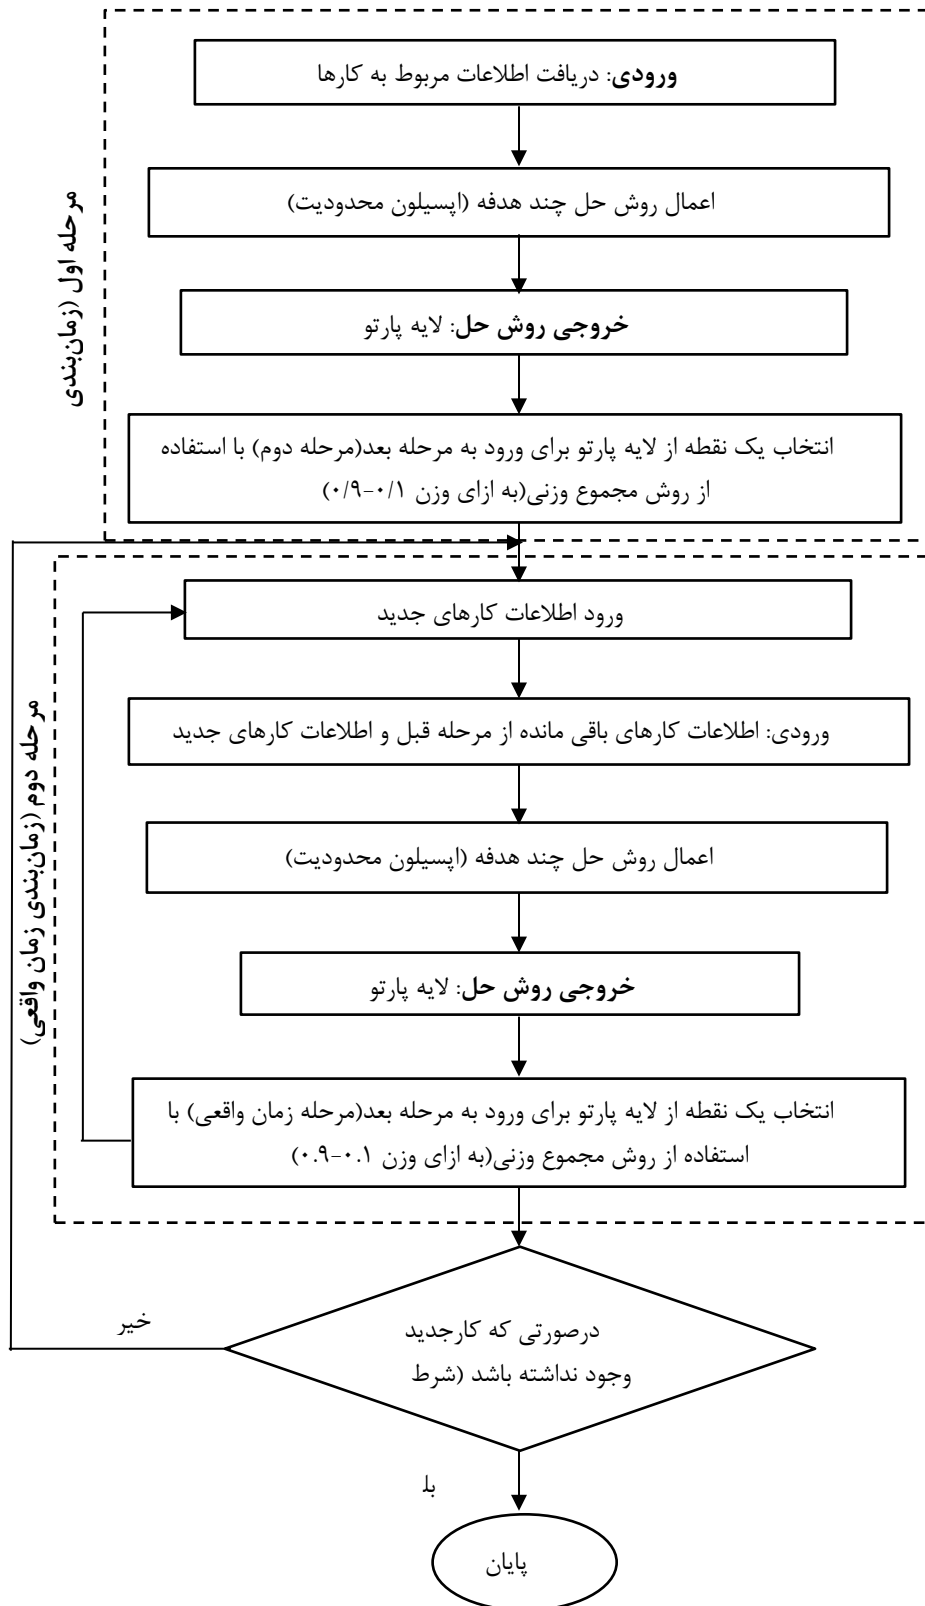 ورودی: دریافت اطلاعات مربوط به کارها
اعمال روش حل چند هدفه (اپسیلون محدودیت)
خروجی روش حل: لایه پارتو
انتخاب یک نقطه از لایه پارتو برای ورود به مرحله بعد(مرحله دوم) با استفاده
از روش مجموع وزنی(به ازای وزن ۰/۱-۰/۹)
مرحله اول (زمان‌بندی
ورود اطلاعات کارهای جدید
ورودی: اطلاعات کارهای باقی مانده از مرحله قبل و اطلاعات کارهای جدید
اعمال روش حل چند هدفه (اپسیلون محدودیت)
خروجی روش حل: لایه پارتو
انتخاب یک نقطه از لایه پارتو برای ورود به مرحله بعد(مرحله زمان واقعی) با
استفاده از روش مجموع وزنی(به ازای وزن ۰.۱-۰.۹)
مرحله دوم (زمان‌بندی زمان واقعی)
درصورتی که کارجدید
وجود نداشته باشد (شرط
خیر
بل
پایان